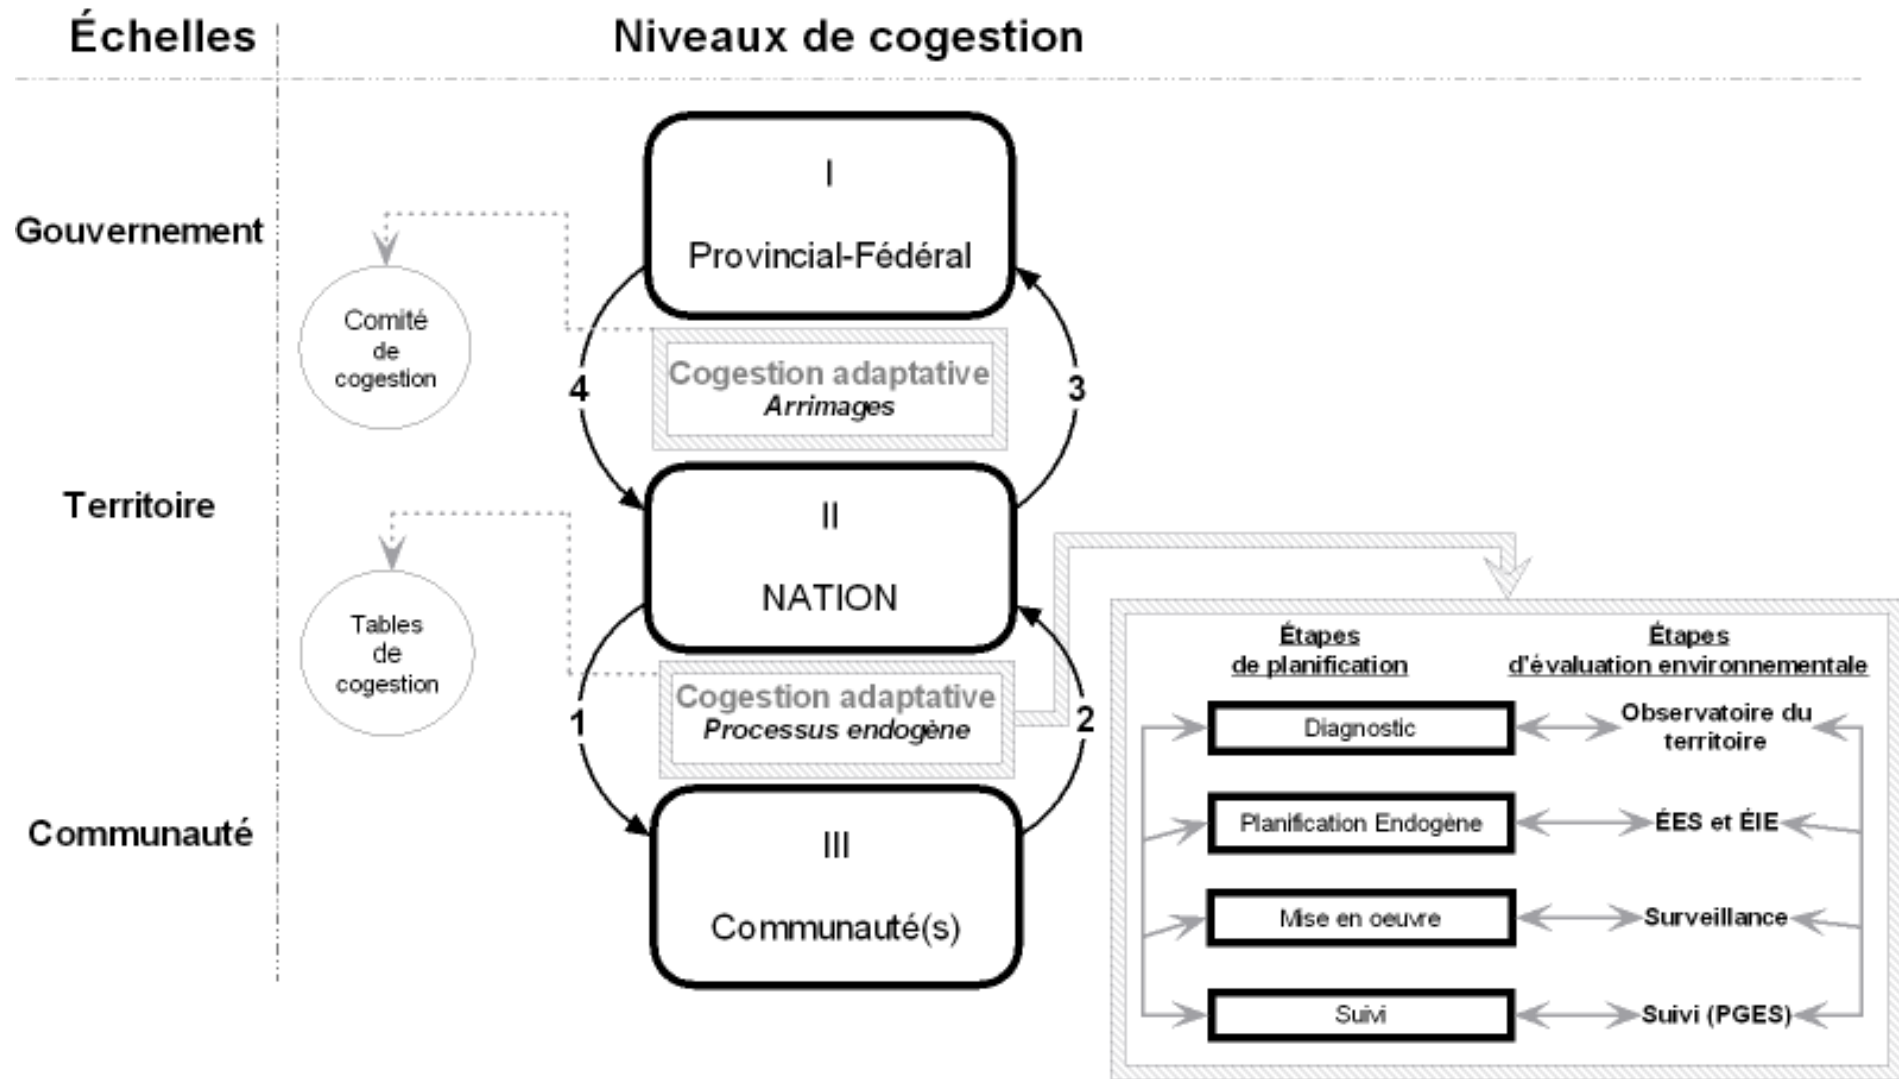 Échelles
Niveaux de cogestion
Gouvernement
I
Provincial-Fédéral
Comité
de
cogestion
4
3
Cogestion adaptative
Arrimages
Territoire
II
NATION
Tables
de
cogestion
1
2
Cogestion adaptative
Processus endogène
Communauté
III
Communauté(s)
Étapes
de planification
Étapes
d'évaluation environnementale
Diagnostic
Observatoire du
territoire
Planification Endogène
ÉES et ÉIE
Mise en oeuvre
Surveillance
Suivi
Suivi (PGES)